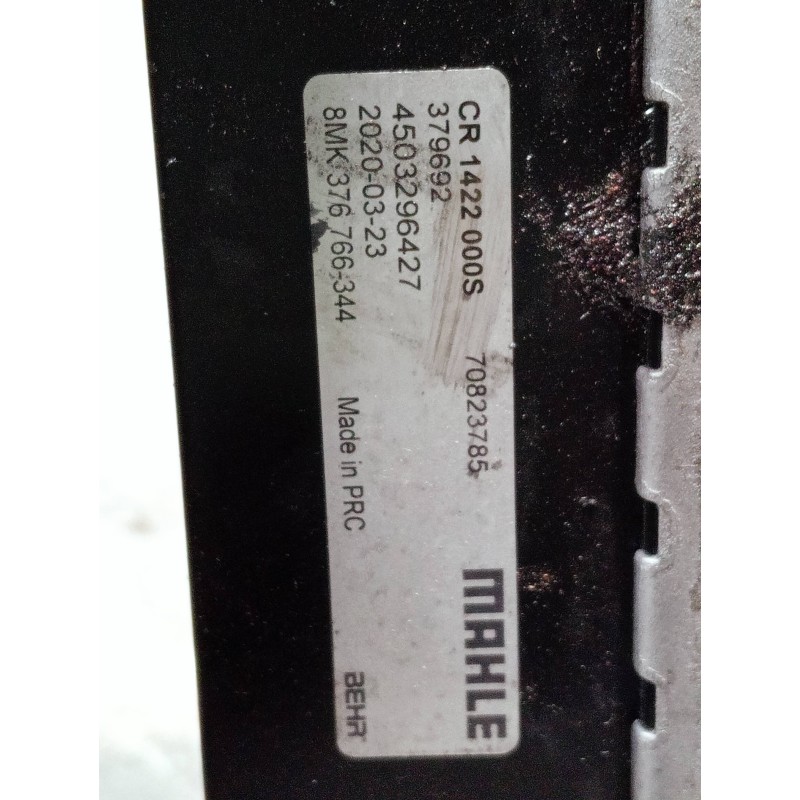 CR 1422 000S 70823785
379692
4503296427
2020-03-23
8MK 376 766-344 Made in PRC
MAHLE
BEHR